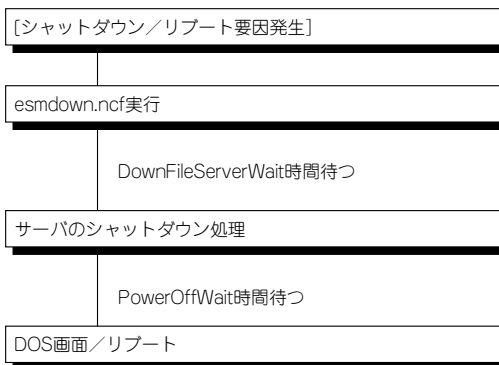 [シャットダウン／リブート要因発生]
esmdown.ncf実行
DownFileServerWait時間待つ
サーバのシャットダウン処理
PowerOffWait時間待つ
DOS画面／リブート